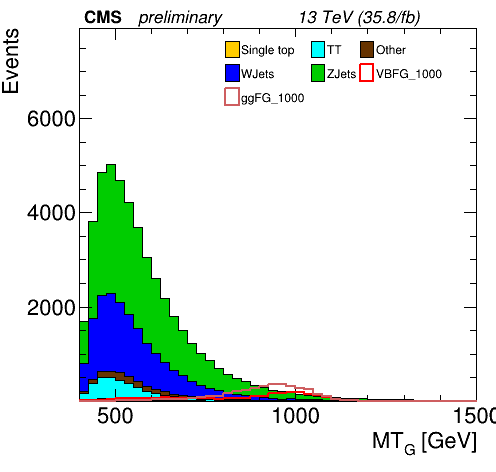 CMS preliminary 13 TeV (35.8/fb)
Events
Single top TT Other
WJets ZJets VBFG_1000
ggFG_1000
6000
4000
2000
500 1000 1500
MT_G [GeV]